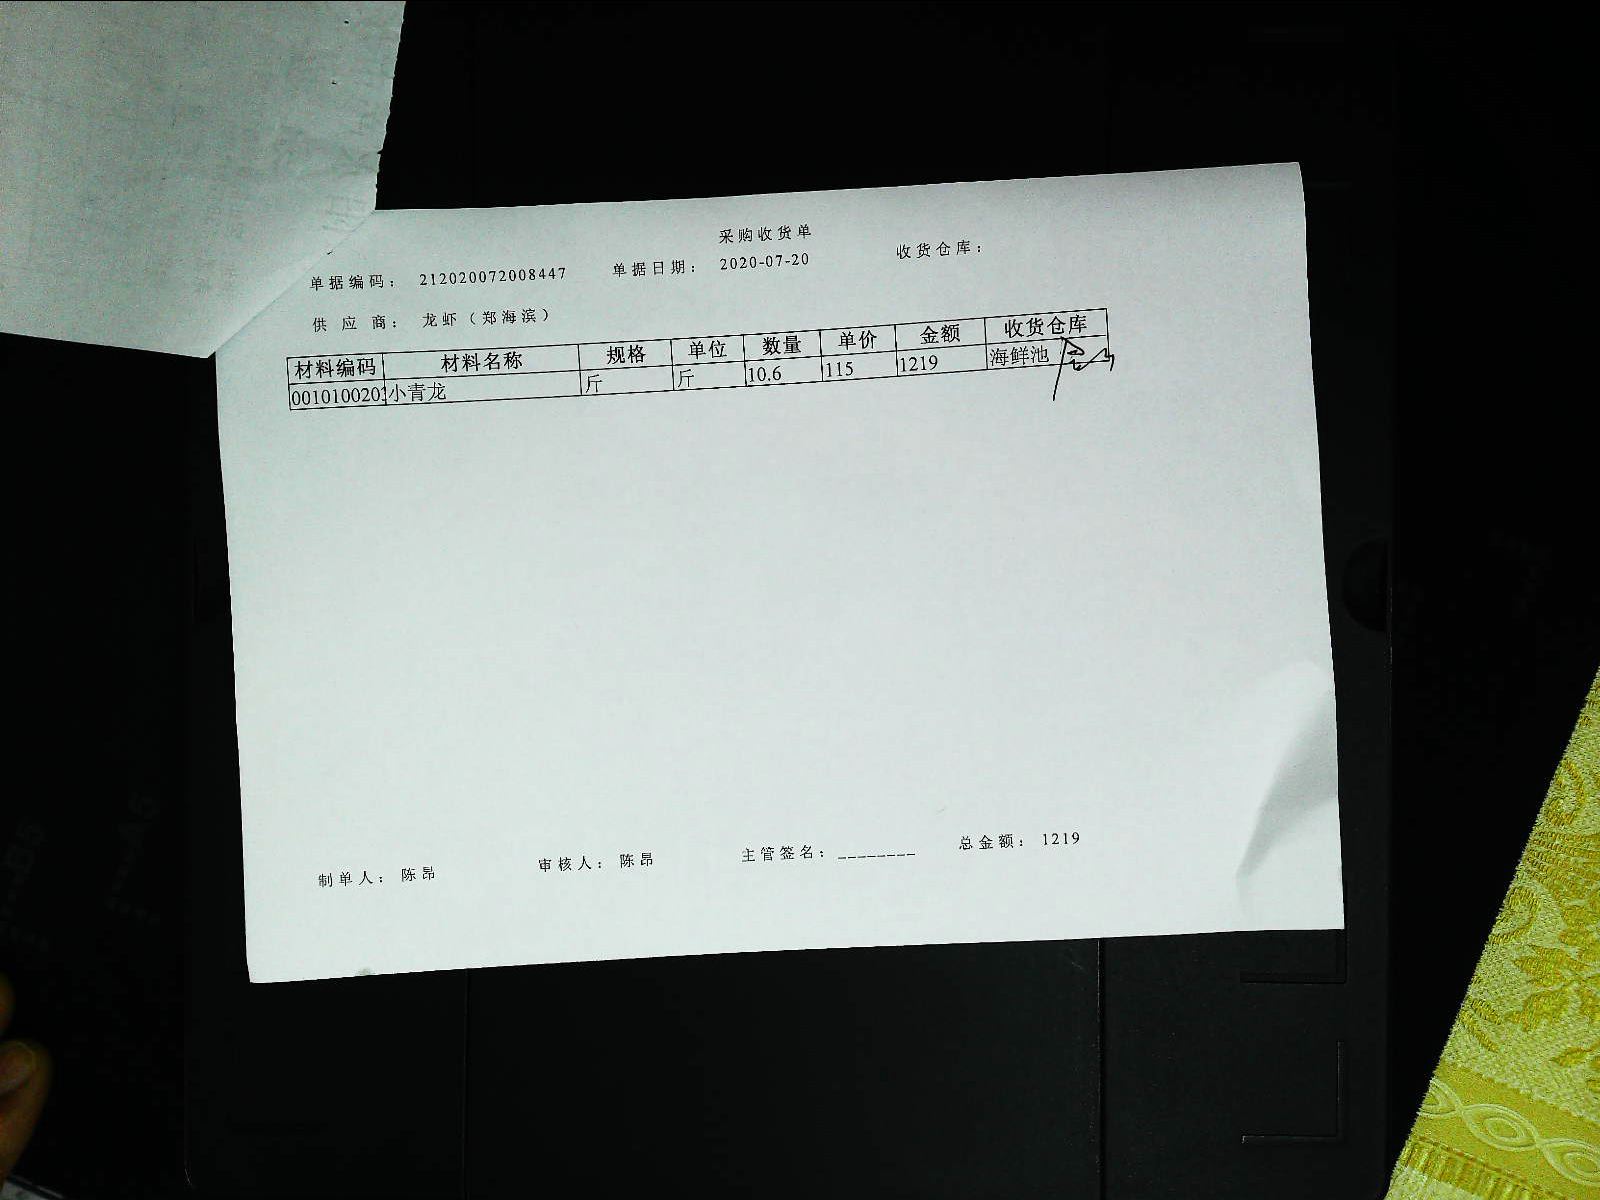 采购收货单
单据编码： 212020072008447 单据日期： 2020-07-20 收货仓库：
供 应 商： 龙虾（郑海滨）
材料编码 材料名称 规格 单位 数量 单价 金额 收货仓库
0010100203 小青龙 斤 斤 10.6 115 1219 海鲜池
制单人： 陈昂 审核人： 陈昂 主管签名： ________ 总金额： 1219